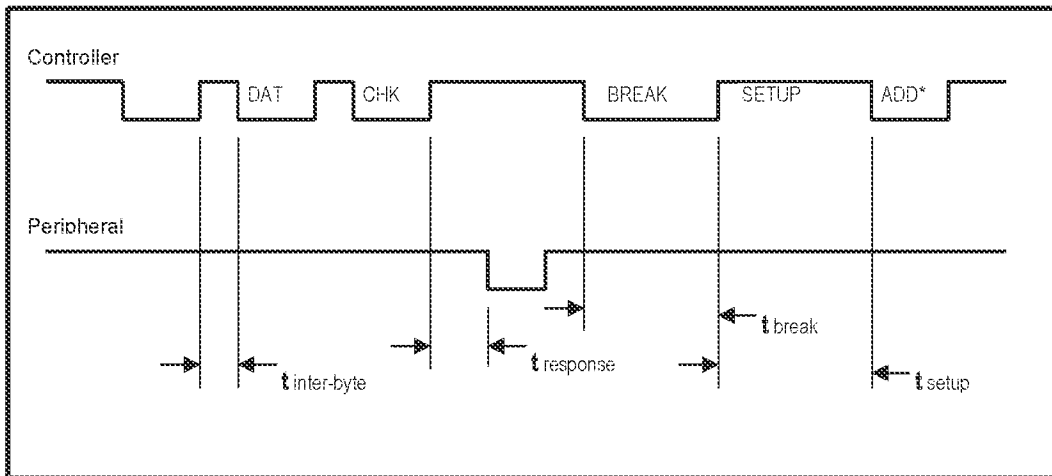 Controller
DAT CHK BREAK SETUP ADD*
Peripheral
t break
t response
t inter-byte
t setup